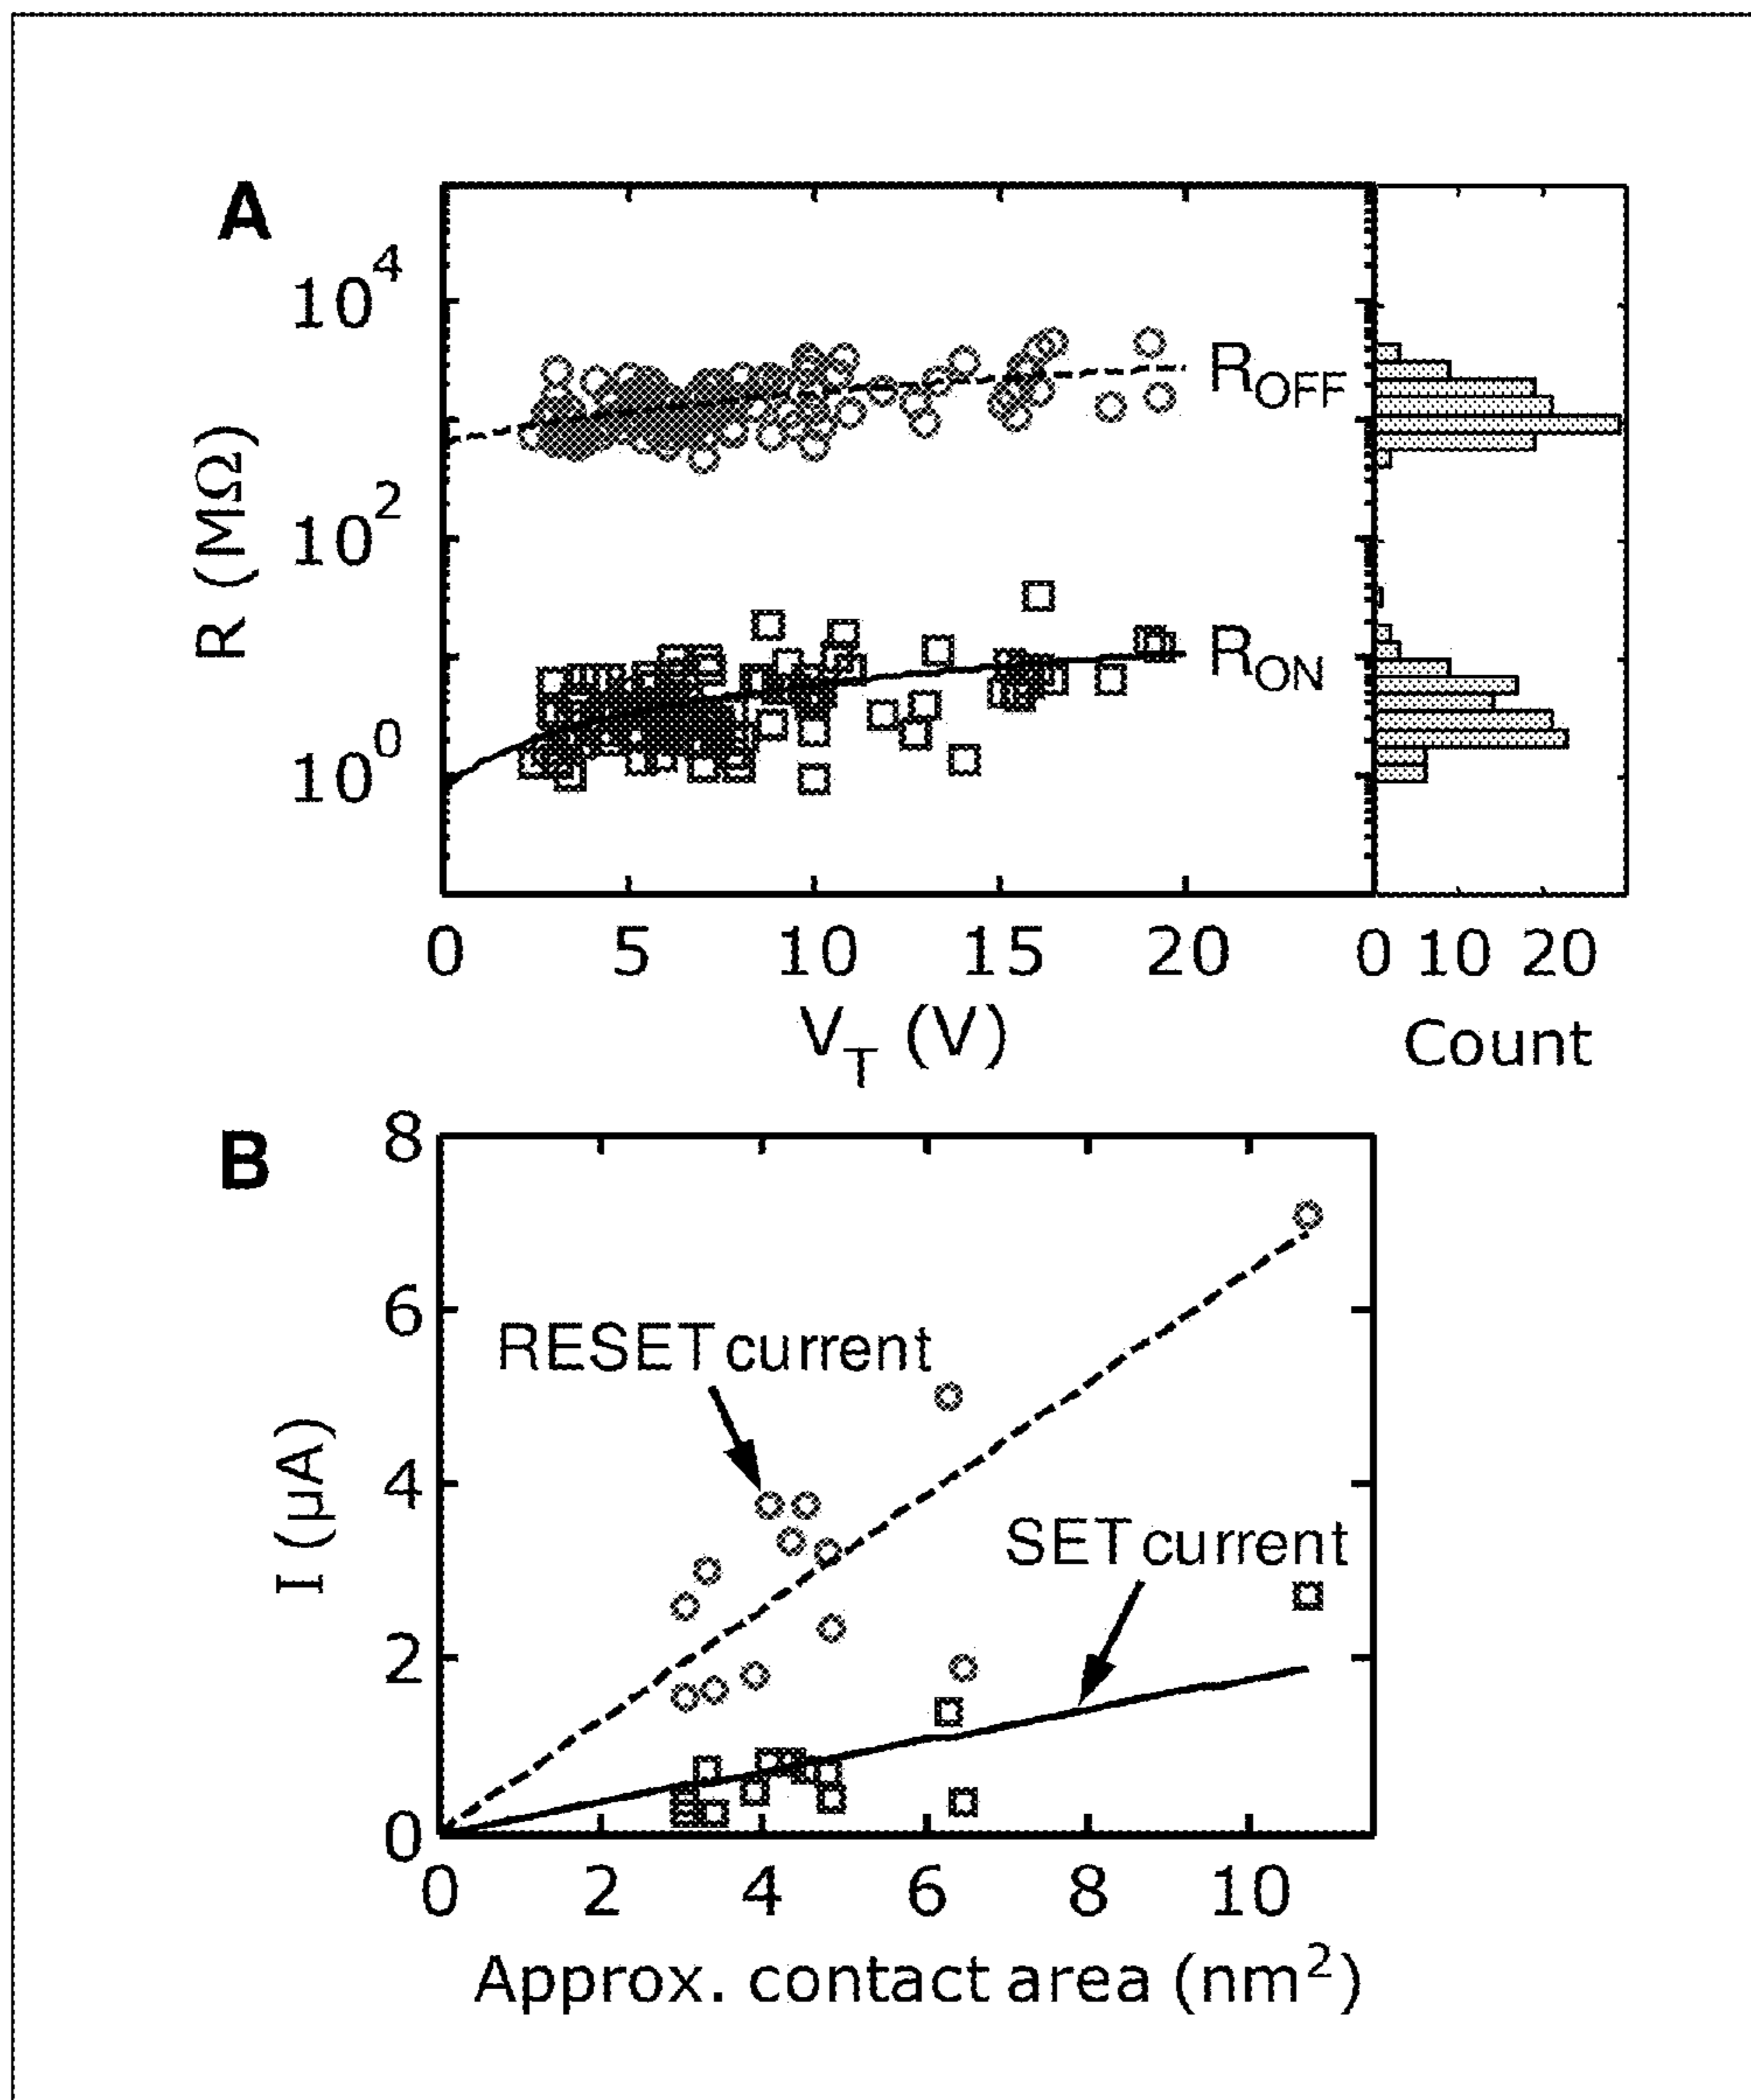 A
10^4
R_OFF
10^2
R (MΩ)
R_ON
10^0
0 5 10 15 20 0 10 20
V_T (V) Count
B
8
6
RESET current
4
I (µA)
SET current
2
0
0 2 4 6 8 10
Approx. contact area (nm²)